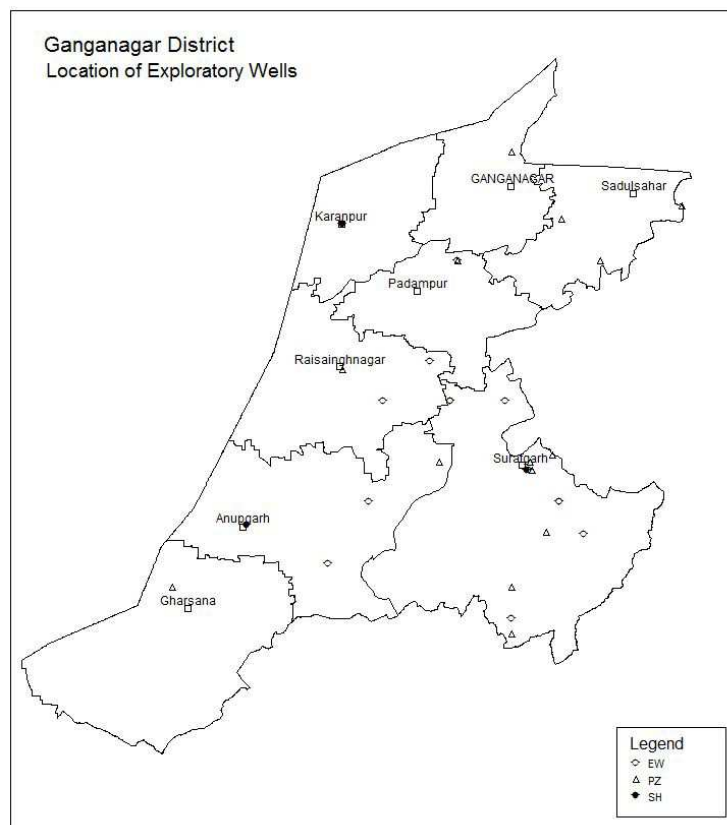 Ganganagar District
Location of Exploratory Wells
GANGANAGAR
Sadulsahar
Karanpur
Padampur
Raisainghnagar
Suratgarh
Anupgarh
Gharsana
Legend
EW
PZ
SH